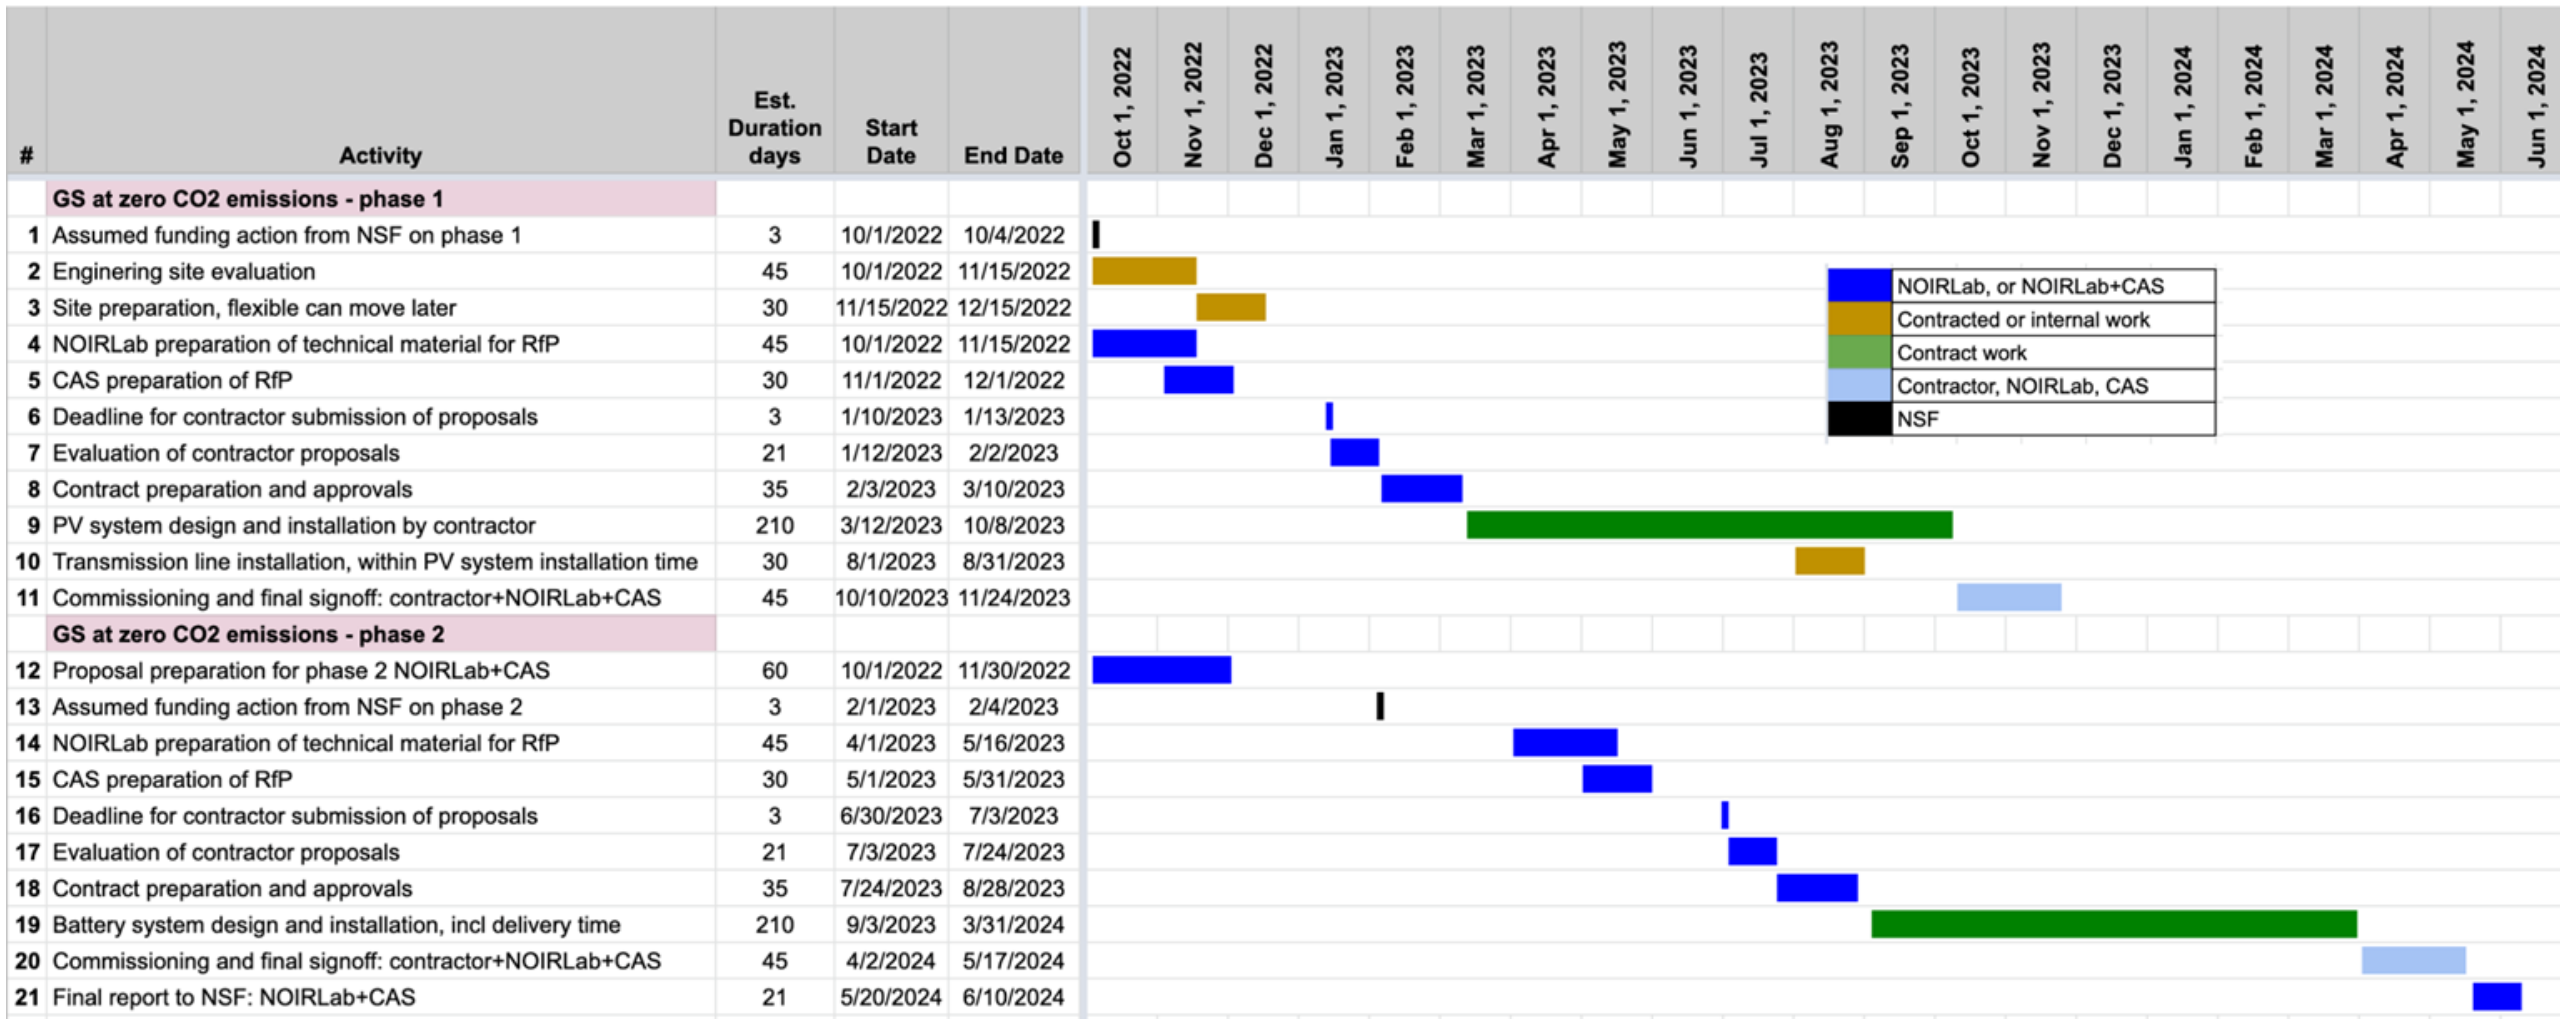 # Activity Est. Duration days Start Date End Date Oct 1, 2022 Nov 1, 2022 Dec 1, 2022 Jan 1, 2023 Feb 1, 2023 Mar 1, 2023 Apr 1, 2023 May 1, 2023 Jun 1, 2023 Jul 1, 2023 Aug 1, 2023 Sep 1, 2023 Oct 1, 2023 Nov 1, 2023 Dec 1, 2023 Jan 1, 2024 Feb 1, 2024 Mar 1, 2024 Apr 1, 2024 May 1, 2024 Jun 1, 2024
GS at zero CO2 emissions - phase 1
1 Assumed funding action from NSF on phase 1 3 10/1/2022 10/4/2022
2 Enginering site evaluation 45 10/1/2022 11/15/2022
3 Site preparation, flexible can move later 30 11/15/2022 12/15/2022
4 NOIRLab preparation of technical material for RfP 45 10/1/2022 11/15/2022
5 CAS preparation of RfP 30 11/1/2022 12/1/2022
6 Deadline for contractor submission of proposals 3 1/10/2023 1/13/2023
7 Evaluation of contractor proposals 21 1/12/2023 2/2/2023
8 Contract preparation and approvals 35 2/3/2023 3/10/2023
9 PV system design and installation by contractor 210 3/12/2023 10/8/2023
10 Transmission line installation, within PV system installation time 30 8/1/2023 8/31/2023
11 Commissioning and final signoff: contractor+NOIRLab+CAS 45 10/10/2023 11/24/2023
GS at zero CO2 emissions - phase 2
12 Proposal preparation for phase 2 NOIRLab+CAS 60 10/1/2022 11/30/2022
13 Assumed funding action from NSF on phase 2 3 2/1/2023 2/4/2023
14 NOIRLab preparation of technical material for RfP 45 4/1/2023 5/16/2023
15 CAS preparation of RfP 30 5/1/2023 5/31/2023
16 Deadline for contractor submission of proposals 3 6/30/2023 7/3/2023
17 Evaluation of contractor proposals 21 7/3/2023 7/24/2023
18 Contract preparation and approvals 35 7/24/2023 8/28/2023
19 Battery system design and installation, incl delivery time 210 9/3/2023 3/31/2024
20 Commissioning and final signoff: contractor+NOIRLab+CAS 45 4/2/2024 5/17/2024
21 Final report to NSF: NOIRLab+CAS 21 5/20/2024 6/10/2024
NOIRLab, or NOIRLab+CAS
Contracted or internal work
Contract work
Contractor, NOIRLab, CAS
NSF